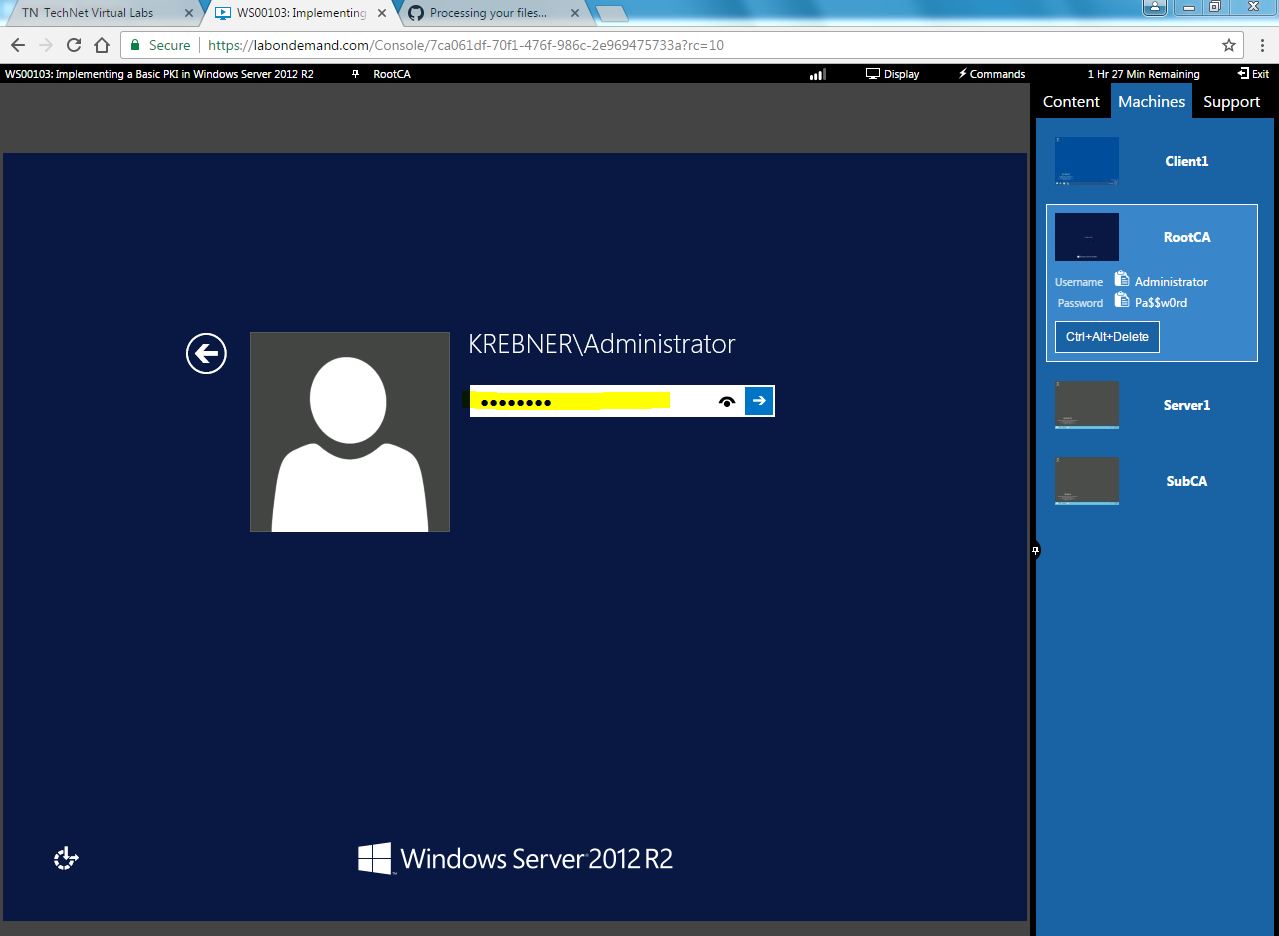 TN TechNet Virtual Labs
WS00103: Implementing
Processing your files...
Secure https://labondemand.com/Console/7ca061df-70f1-476f-986c-2e969475733a?rc=10
WS00103: Implementing a Basic PKI in Windows Server 2012 R2 RootCA Display Commands 1 Hr 27 Min Remaining Exit
Content Machines Support
Client1
RootCA
Username Administrator
Password Pa$$w0rd
Ctrl+Alt+Delete
Server1
SubCA
KREBNER\Administrator
Windows Server 2012 R2